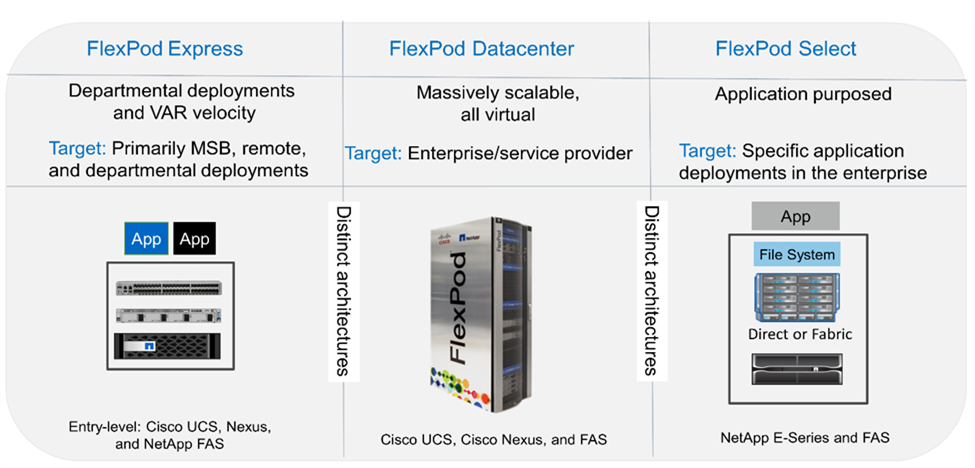 FlexPod Express
FlexPod Datacenter
FlexPod Select
Departmental deployments
and VAR velocity
Massively scalable,
all virtual
Application purposed
Target: Primarily MSB, remote,
and departmental deployments
Target: Enterprise/service provider
Target: Specific application
deployments in the enterprise
App
App
Distinct architectures
CISCO
NetApp
FlexPod
FlexPod
Distinct architectures
App
File System
Direct or Fabric
Entry-level: Cisco UCS, Nexus,
and NetApp FAS
Cisco UCS, Cisco Nexus, and FAS
NetApp E-Series and FAS